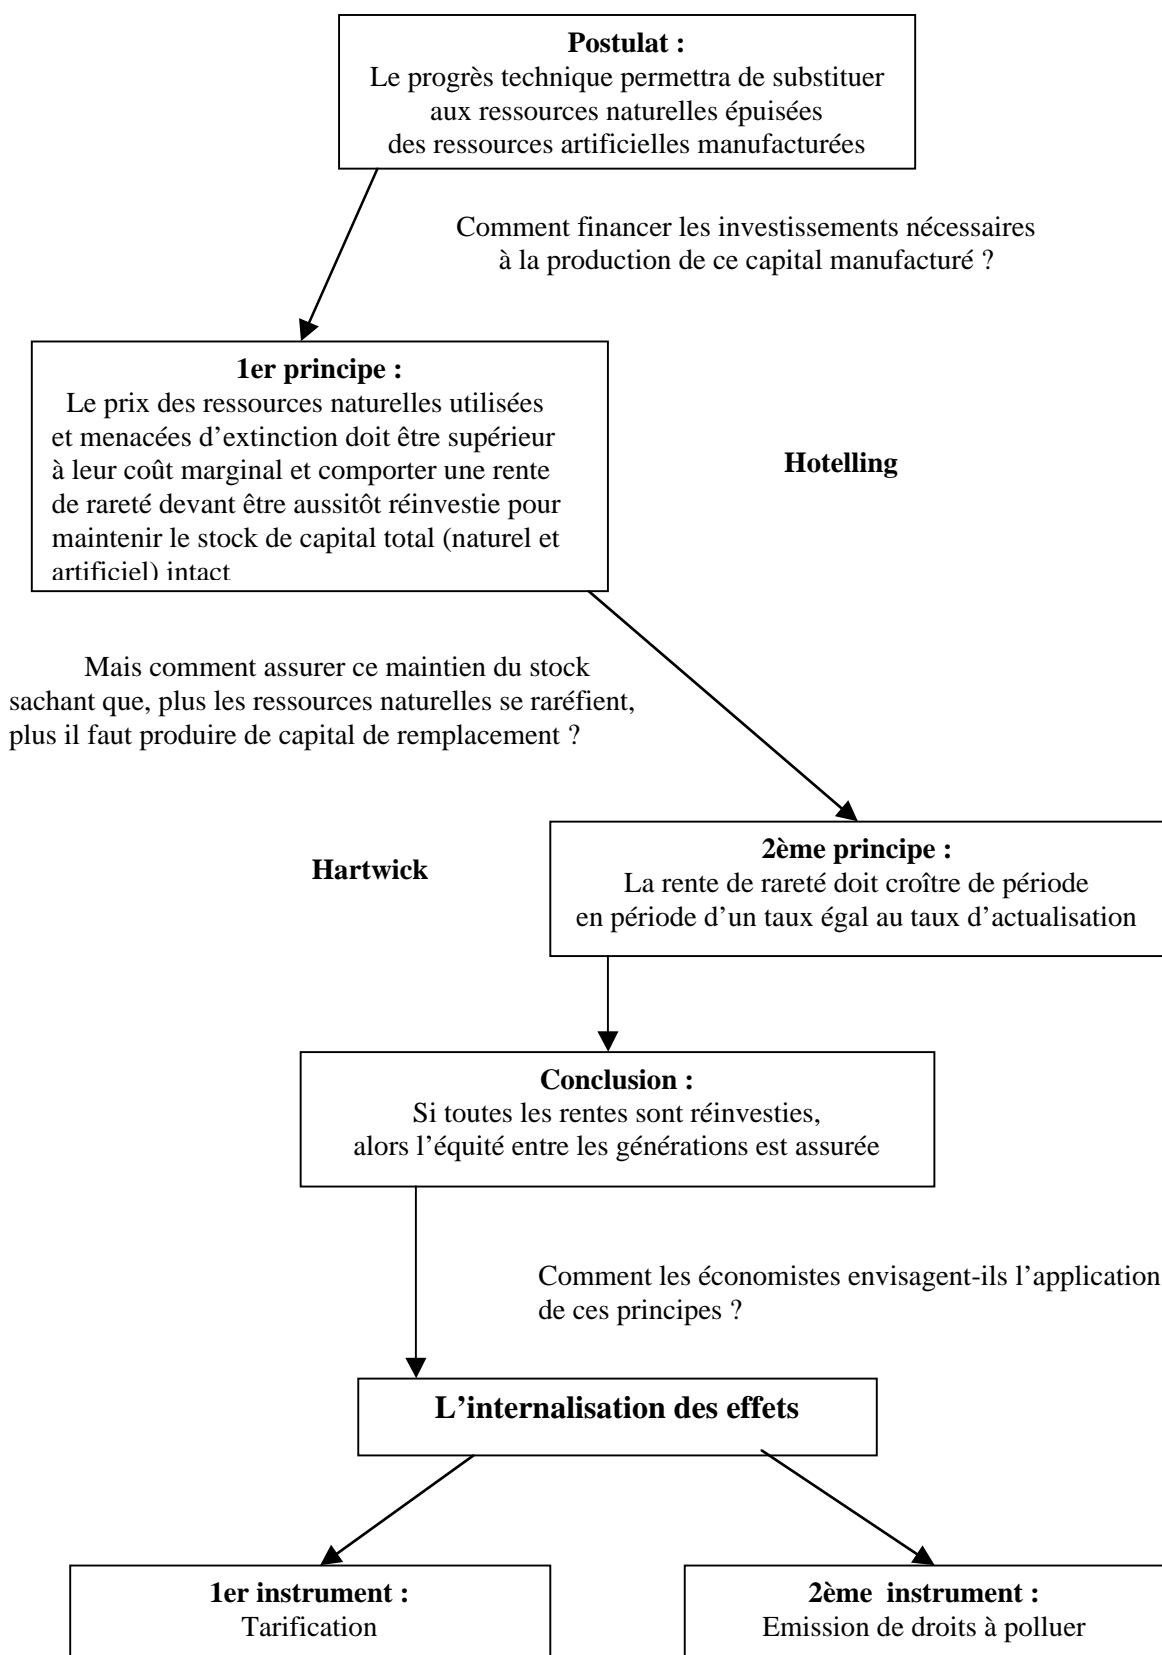 Postulat :
Le progrès technique permettra de substituer
aux ressources naturelles épuisées
des ressources artificielles manufacturées
Comment financer les investissements nécessaires
à la production de ce capital manufacturé ?
1er principe :
Le prix des ressources naturelles utilisées
et menacées d’extinction doit être supérieur
à leur coût marginal et comporter une rente
de rareté devant être aussitôt réinvestie pour
maintenir le stock de capital total (naturel et
artificiel) intact
Hotelling
Mais comment assurer ce maintien du stock
sachant que, plus les ressources naturelles se raréfient,
plus il faut produire de capital de remplacement ?
Hartwick
2ème principe :
La rente de rareté doit croître de période
en période d’un taux égal au taux d’actualisation
Conclusion :
Si toutes les rentes sont réinvesties,
alors l’équité entre les générations est assurée
Comment les économistes envisagent-ils l’application
de ces principes ?
L’internalisation des effets
1er instrument :
Tarification
2ème instrument :
Emission de droits à polluer